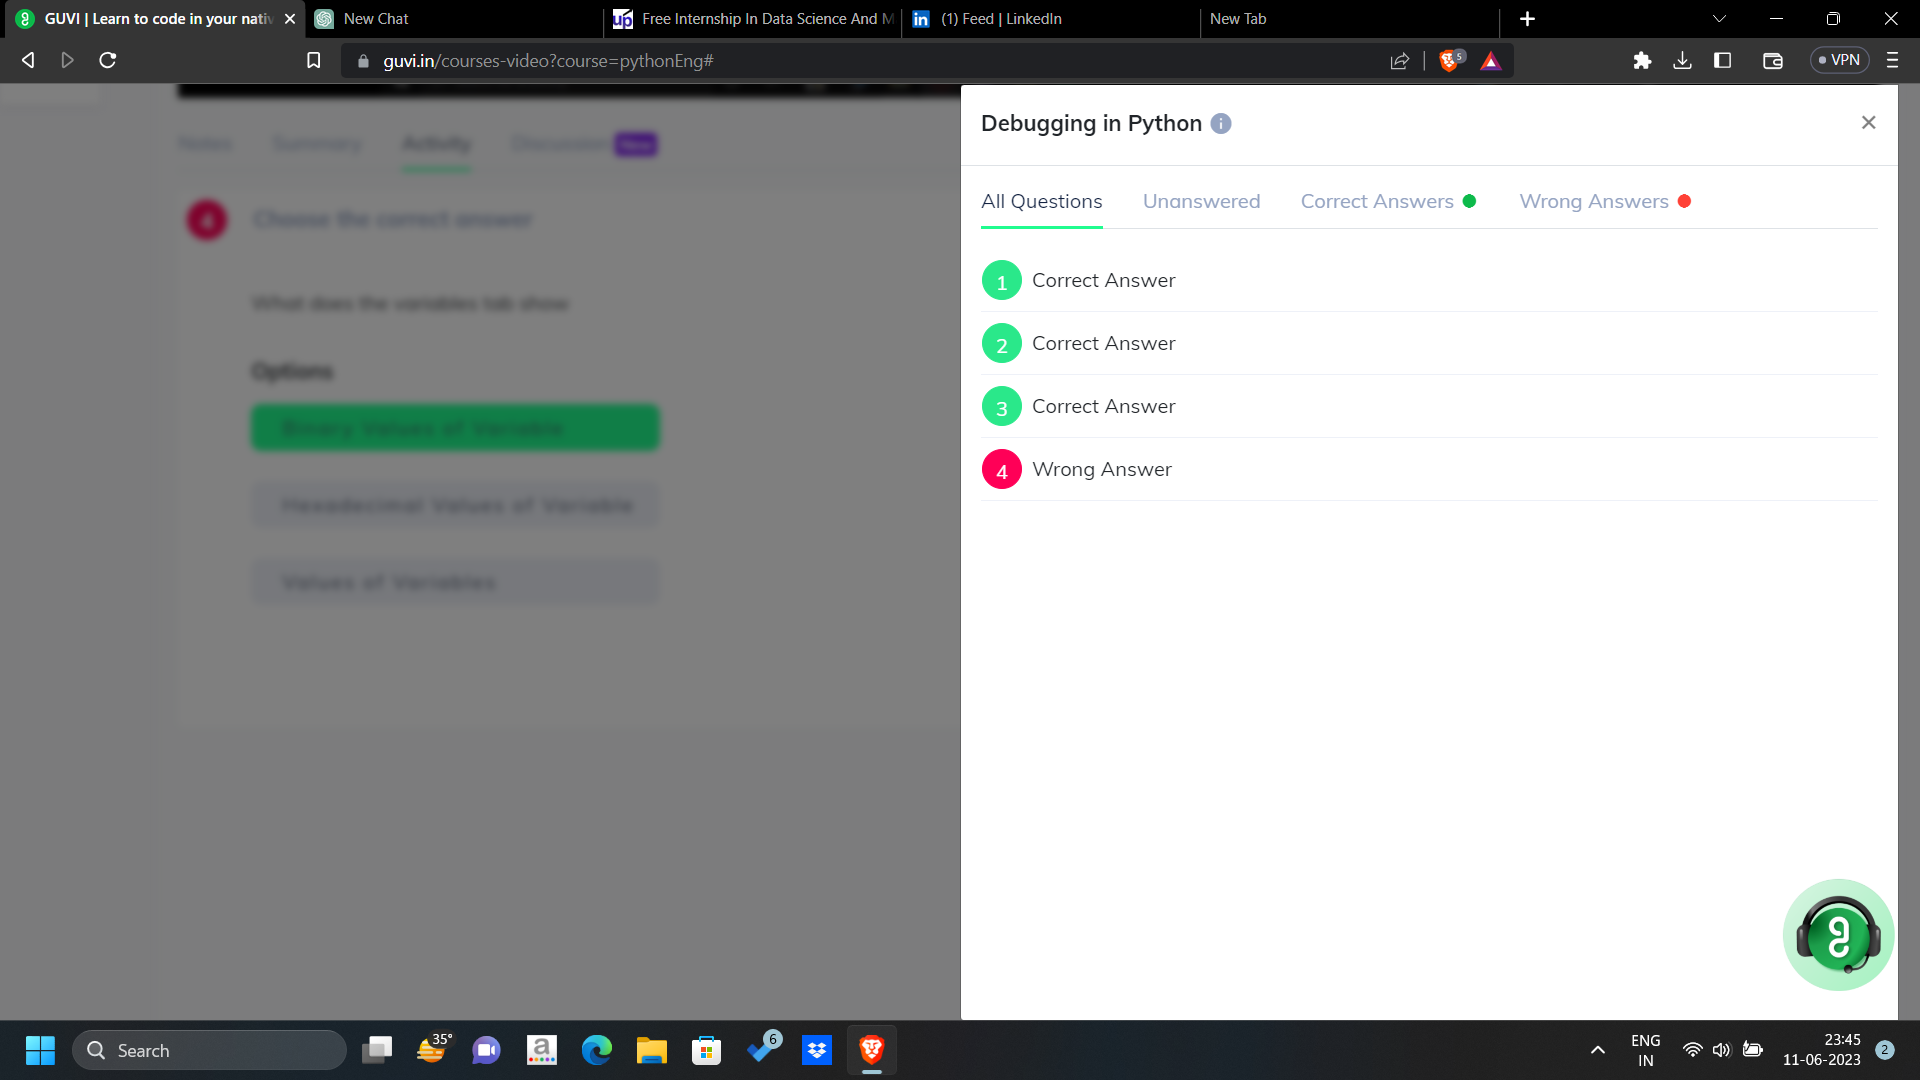 GUVI | Learn to code in your nativ
New Chat
Free Internship In Data Science And M
(1) Feed | LinkedIn
New Tab
guvi.in/courses-video?course=pythonEng#
5
VPN
Notes
Summary
Activity
Discussion
New
4
Choose the correct answer
What does the variables tab show
Options
Binary Values of Variable
Hexadecimal Values of Variable
Values of Variables
Debugging in Python
All Questions
Unanswered
Correct Answers
Wrong Answers
1 Correct Answer
2 Correct Answer
3 Correct Answer
4 Wrong Answer
Search
35°
6
ENG
IN
23:45
11-06-2023
2